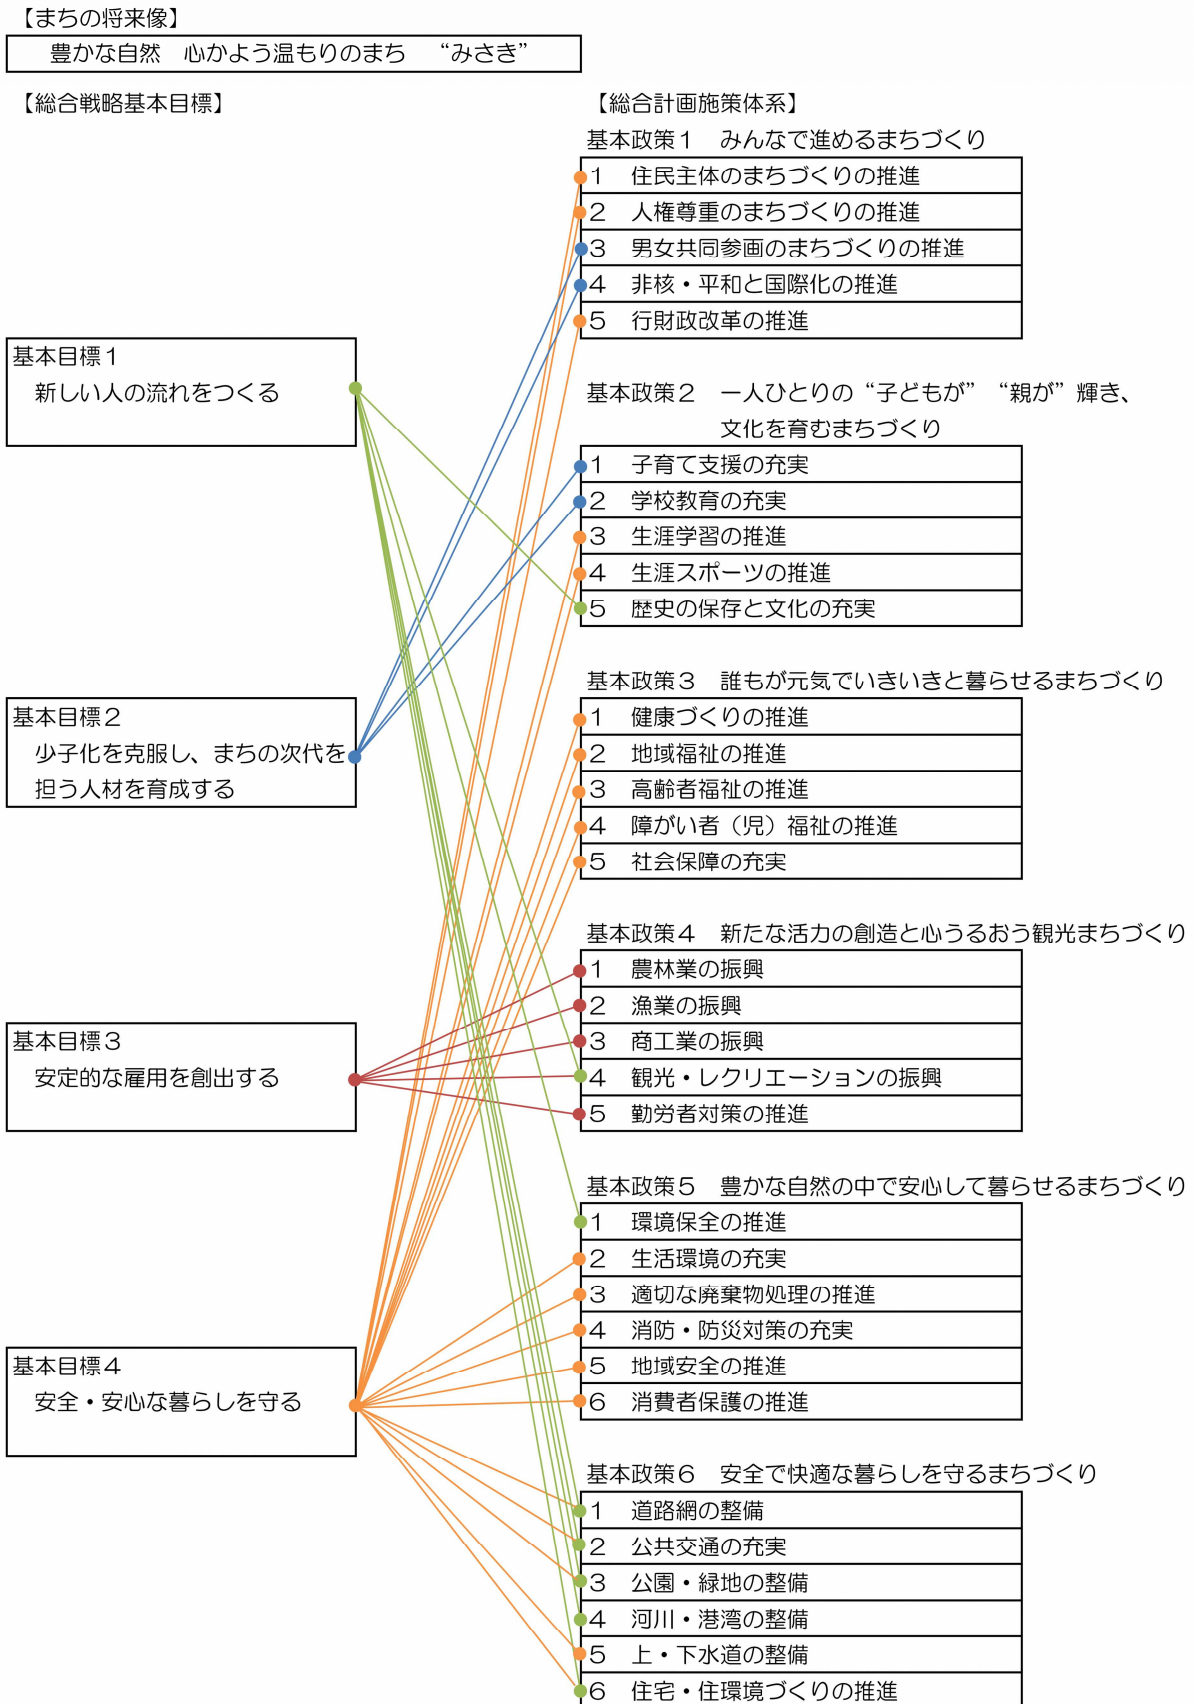 【まちの将来像】
豊かな自然　心かよう温もりのまち　“みさき”
【総合戦略基本目標】
【総合計画施策体系】
基本政策１　みんなで進めるまちづくり
１　住民主体のまちづくりの推進
２　人権尊重のまちづくりの推進
３　男女共同参画のまちづくりの推進
４　非核・平和と国際化の推進
５　行財政改革の推進
基本目標１
新しい人の流れをつくる
基本政策２　一人ひとりの“子どもが”“親が”輝き、
文化を育むまちづくり
１　子育て支援の充実
２　学校教育の充実
３　生涯学習の推進
４　生涯スポーツの推進
５　歴史の保存と文化の充実
基本目標２
少子化を克服し、まちの次代を
担う人材を育成する
基本政策３　誰もが元気でいきいきと暮らせるまちづくり
１　健康づくりの推進
２　地域福祉の推進
３　高齢者福祉の推進
４　障がい者（児）福祉の推進
５　社会保障の充実
基本目標３
安定的な雇用を創出する
基本政策４　新たな活力の創造と心うるおう観光まちづくり
１　農林業の振興
２　漁業の振興
３　商工業の振興
４　観光・レクリエーションの振興
５　勤労者対策の推進
基本政策５　豊かな自然の中で安心して暮らせるまちづくり
１　環境保全の推進
２　生活環境の充実
３　適切な廃棄物処理の推進
４　消防・防災対策の充実
５　地域安全の推進
６　消費者保護の推進
基本目標４
安全・安心な暮らしを守る
基本政策６　安全で快適な暮らしを守るまちづくり
１　道路網の整備
２　公共交通の充実
３　公園・緑地の整備
４　河川・港湾の整備
５　上・下水道の整備
６　住宅・住環境づくりの推進